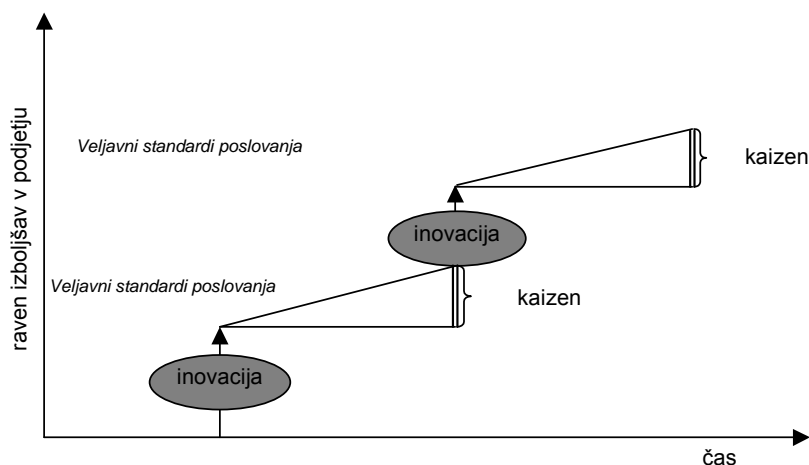 raven izboljšav v podjetju
Veljavni standardi poslovanja
kaizen
inovacija
Veljavni standardi poslovanja
kaizen
inovacija
čas